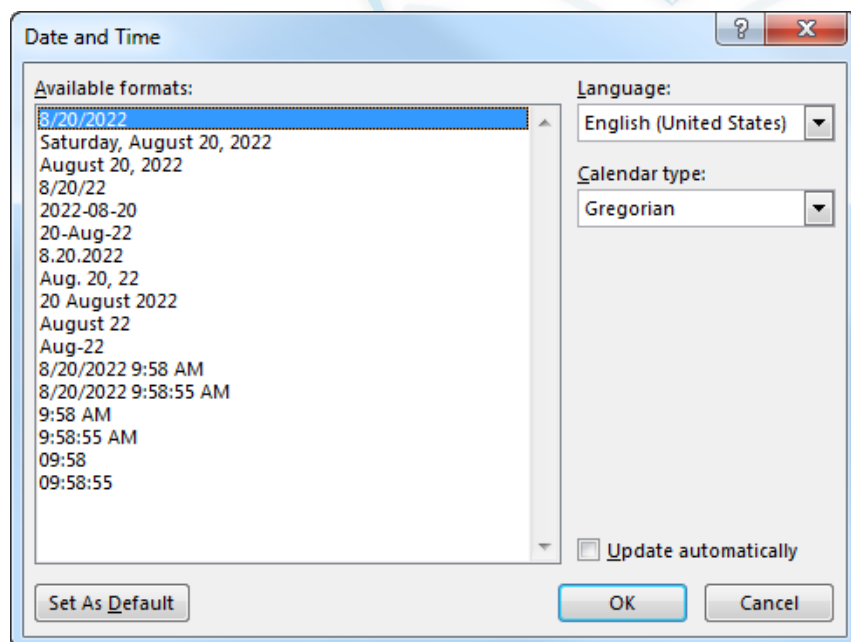 Date and Time
Available formats:
8/20/2022
Saturday, August 20, 2022
August 20, 2022
8/20/22
2022-08-20
20-Aug-22
8.20.2022
Aug. 20, 22
20 August 2022
August 22
Aug-22
8/20/2022 9:58 AM
8/20/2022 9:58:55 AM
9:58 AM
9:58:55 AM
09:58
09:58:55
Language:
English (United States)
Calendar type:
Gregorian
Update automatically
Set As Default
OK
Cancel